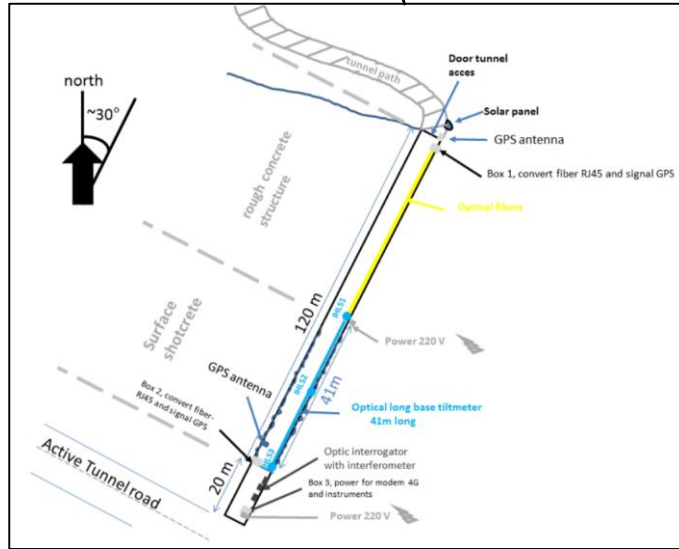 north
~30°
tunnel path
Door tunnel
acces
Solar panel
GPS antenna
Box 1, convert fiber RJ45 and signal GPS
Optical fibers
rough concrete
structure
120 m
Surface
shotcrete
IHLS1
Power 220 V
GPS antenna
IHLS2
41m
Box 2, convert fiber-
RJ45 and signal GPS
Optical long base tiltmeter
41m long
IHLS3
Optic interrogator
with interferometer
Active Tunnel road
20 m
Box 3, power for modem 4G
and instruments
Power 220 V